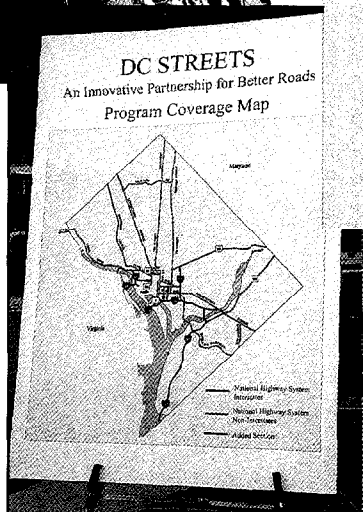 DC STREETS
An Innovative Partnership for Better Roads
Program Coverage Map
Maryland
Virginia
National Highway System
Interstates
National Highway System
Non-Interstates
Added Section